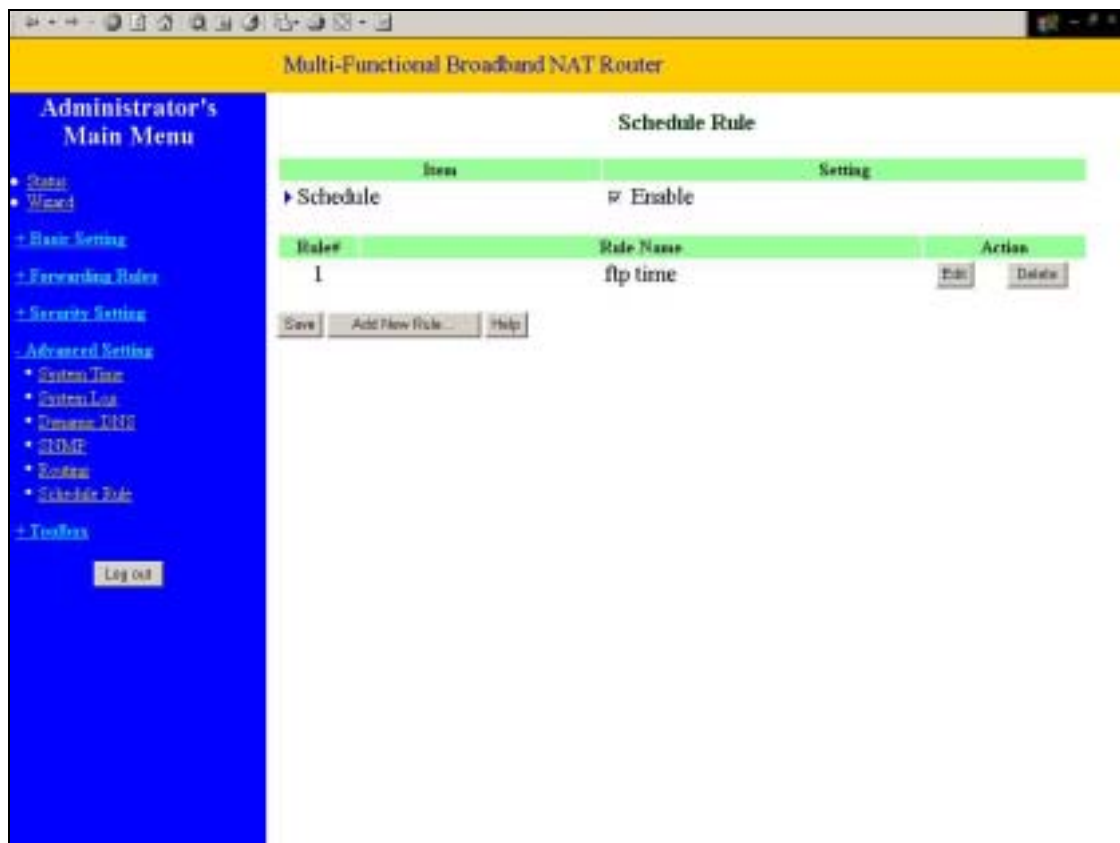 Multi-Functional Broadband NAT Router
Administrator's
Main Menu
Status
Wizard
+ Basic Setting
+ Forwarding Rules
+ Security Setting
- Advanced Setting
System Time
System Log
Dynamic DNS
SNMP
Routing
Schedule Rule
+ Toolbox
Log out
Schedule Rule
Item Setting
Schedule Enable
Rule# Rule Name Action
1 ftp time Edit Delete
Save Add New Rule... Help